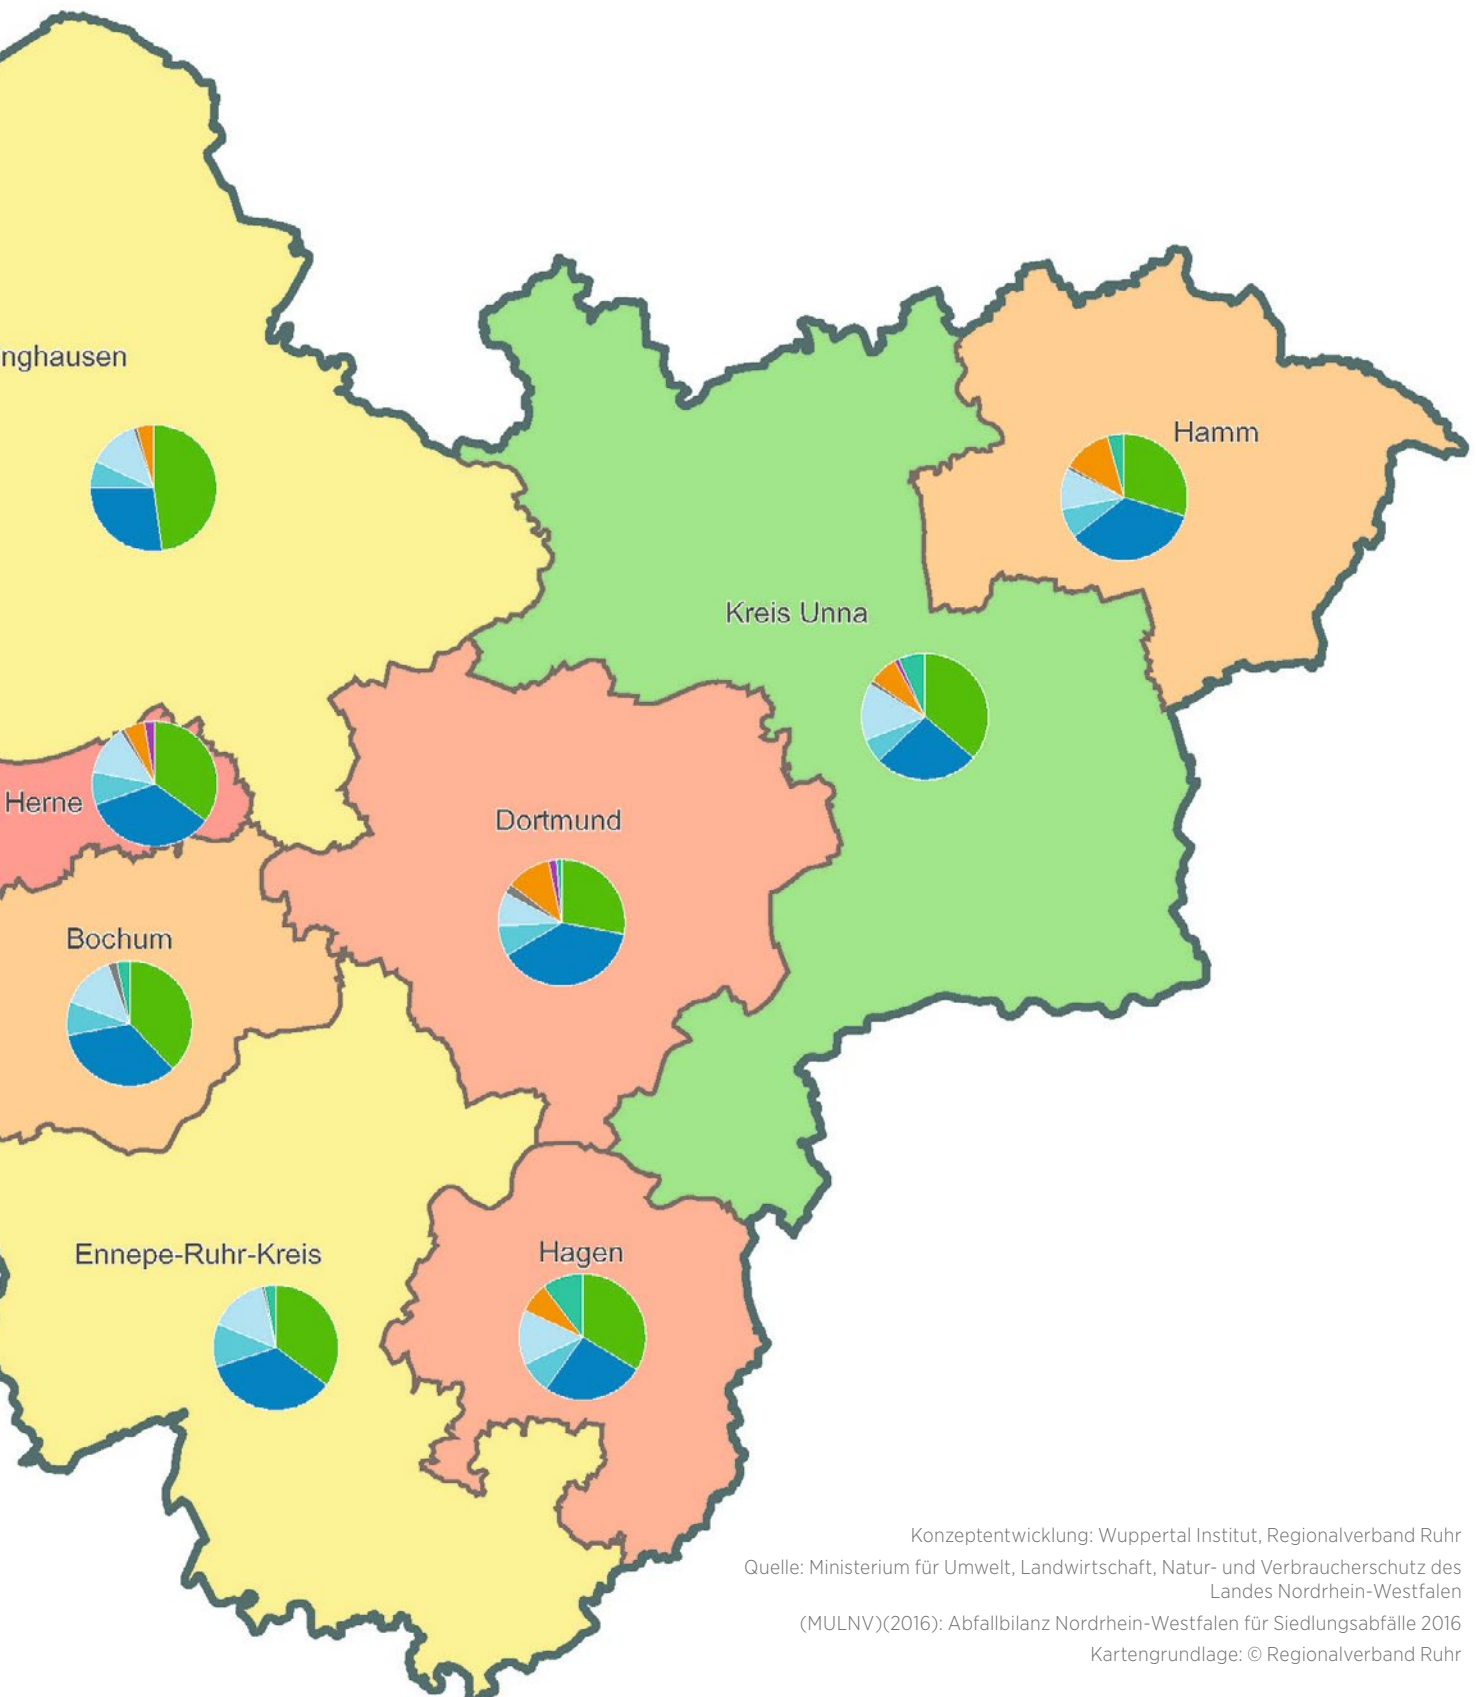 nghausen
Hamm
Kreis Unna
Herne
Dortmund
Bochum
Ennepe-Ruhr-Kreis
Hagen
Konzeptentwicklung: Wuppertal Institut, Regionalverband Ruhr
Quelle: Ministerium für Umwelt, Landwirtschaft, Natur- und Verbraucherschutz des
Landes Nordrhein-Westfalen
(MULNV)(2016): Abfallbilanz Nordrhein-Westfalen für Siedlungsabfälle 2016
Kartengrundlage: © Regionalverband Ruhr